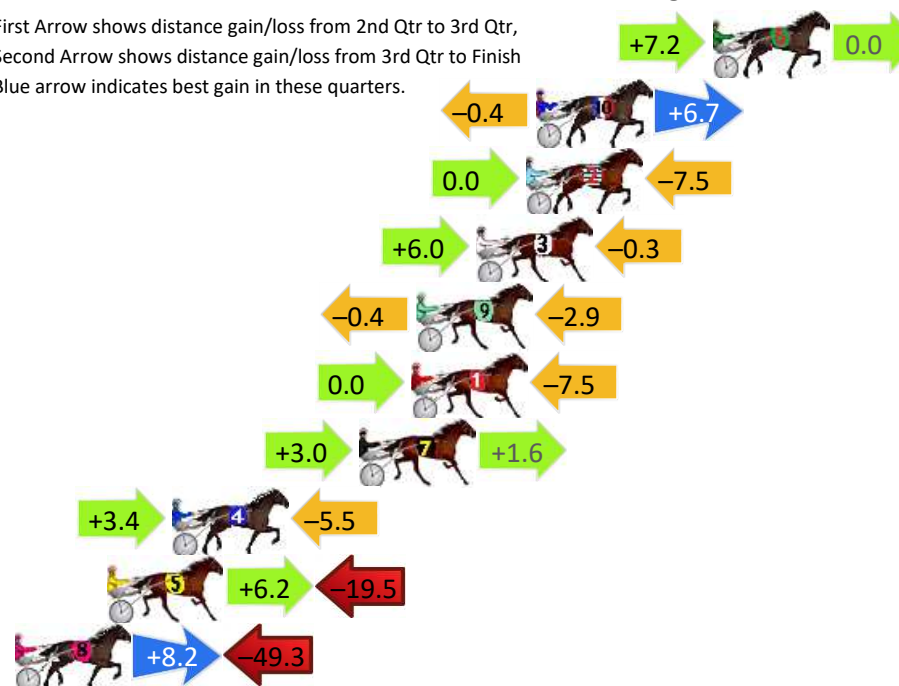 First Arrow shows distance gain/loss from 2nd Qtr to 3rd Qtr,
Second Arrow shows distance gain/loss from 3rd Qtr to Finish
Blue arrow indicates best gain in these quarters.
+7.2 6 0.0
–0.4 10 +6.7
0.0 2 –7.5
+6.0 3 –0.3
–0.4 9 –2.9
0.0 1 –7.5
+3.0 7 +1.6
+3.4 4 –5.5
5 +6.2 –19.5
8 +8.2 –49.3